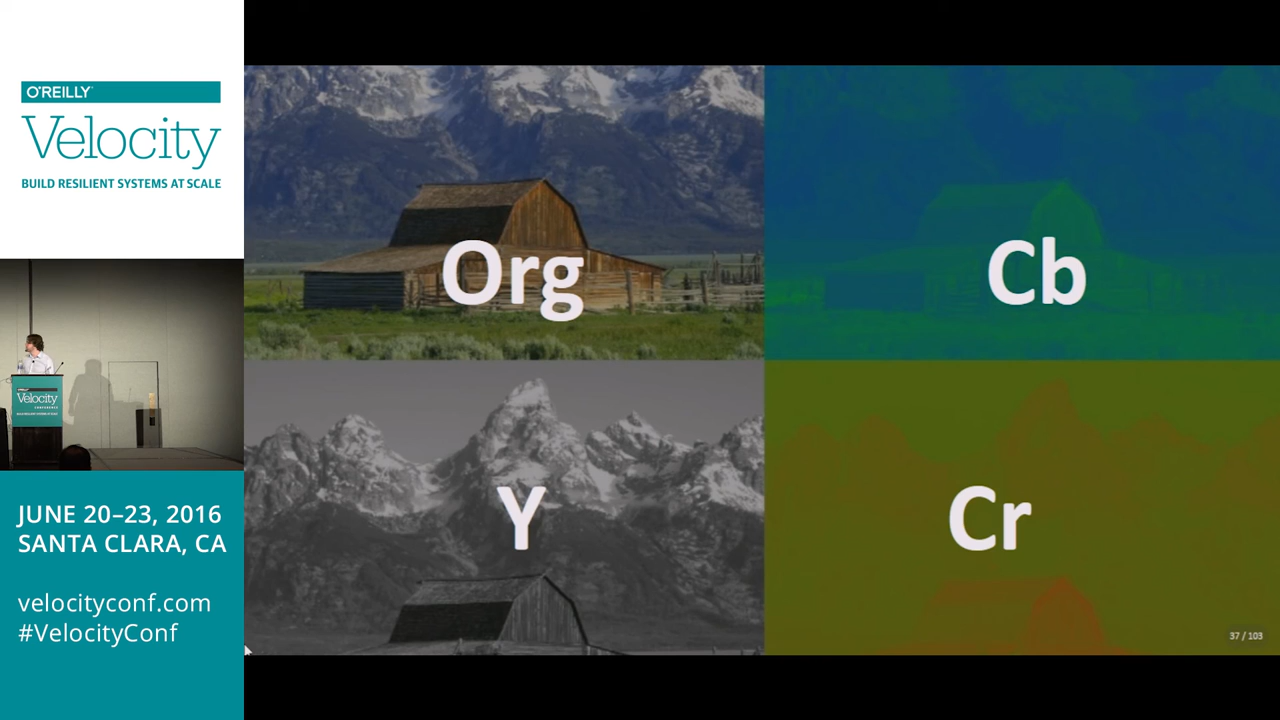 O'REILLY
Velocity
BUILD RESILIENT SYSTEMS AT SCALE
Org
Cb
Y
Cr
37 / 103
Velocity
JUNE 20–23, 2016
SANTA CLARA, CA
velocityconf.com
#VelocityConf